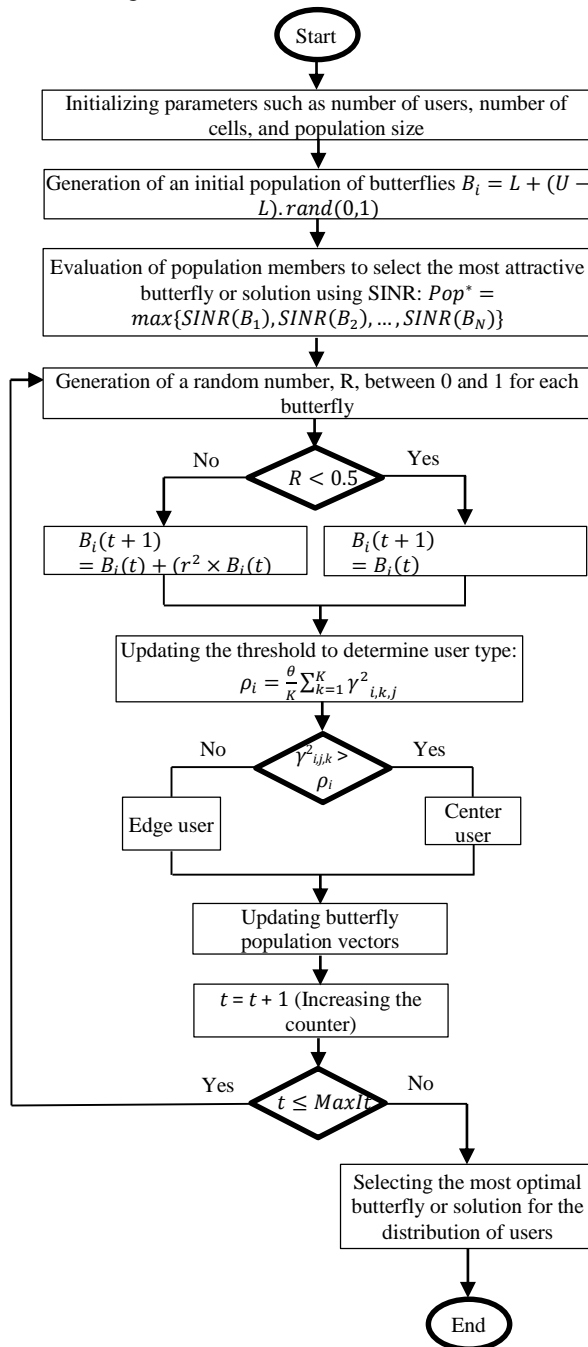 Start
Initializing parameters such as number of users, number of
cells, and population size
Generation of an initial population of butterflies B_i = L + (U −
L).rand(0,1)
Evaluation of population members to select the most attractive
butterfly or solution using SINR: Pop* =
max{SINR(B_1), SINR(B_2), … , SINR(B_N)}
Generation of a random number, R, between 0 and 1 for each
butterfly
No
R < 0.5
Yes
B_i(t + 1)
= B_i(t) + (r² × B_i(t)
B_i(t + 1)
= B_i(t)
Updating the threshold to determine user type:
ρ_i = θ/K ∑_{k=1}^{K} γ²_{i,k,j}
No
γ²_{i,j,k} >
ρ_i
Yes
Edge user
Center
user
Updating butterfly
population vectors
t = t + 1 (Increasing the
counter)
Yes
t ≤ MaxIt
No
Selecting the most optimal
butterfly or solution for the
distribution of users
End